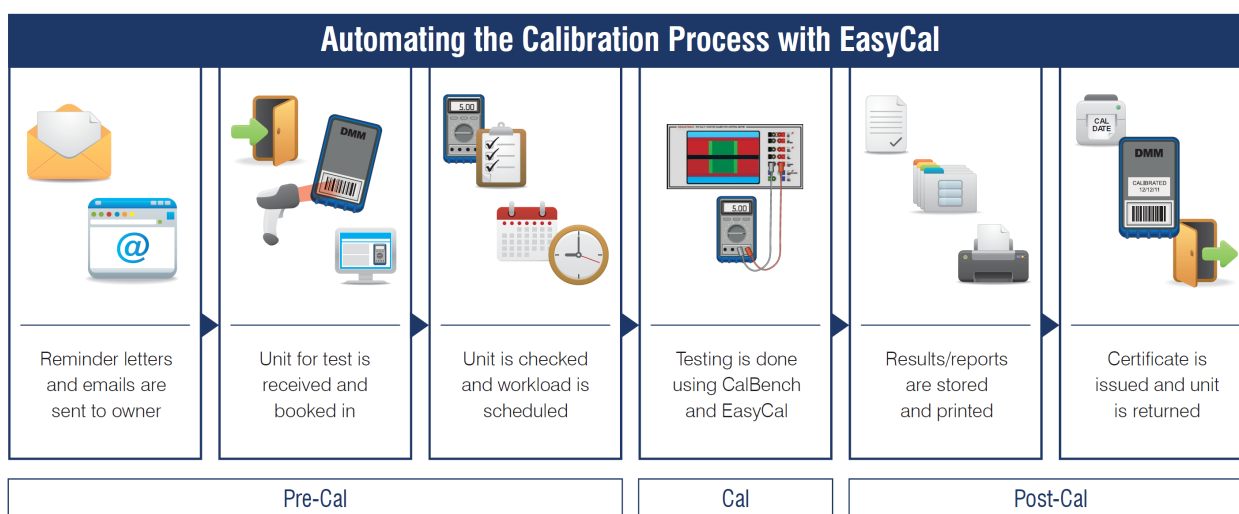 Automating the Calibration Process with EasyCal
5.00
DMM
@
5.00
CAL
DATE
DMM
CALIBRATED
12/12/11
Reminder letters
and emails are
sent to owner
Unit for test is
received and
booked in
Unit is checked
and workload is
scheduled
Testing is done
using CalBench
and EasyCal
Results/reports
are stored
and printed
Certificate is
issued and unit
is returned
Pre-Cal
Cal
Post-Cal